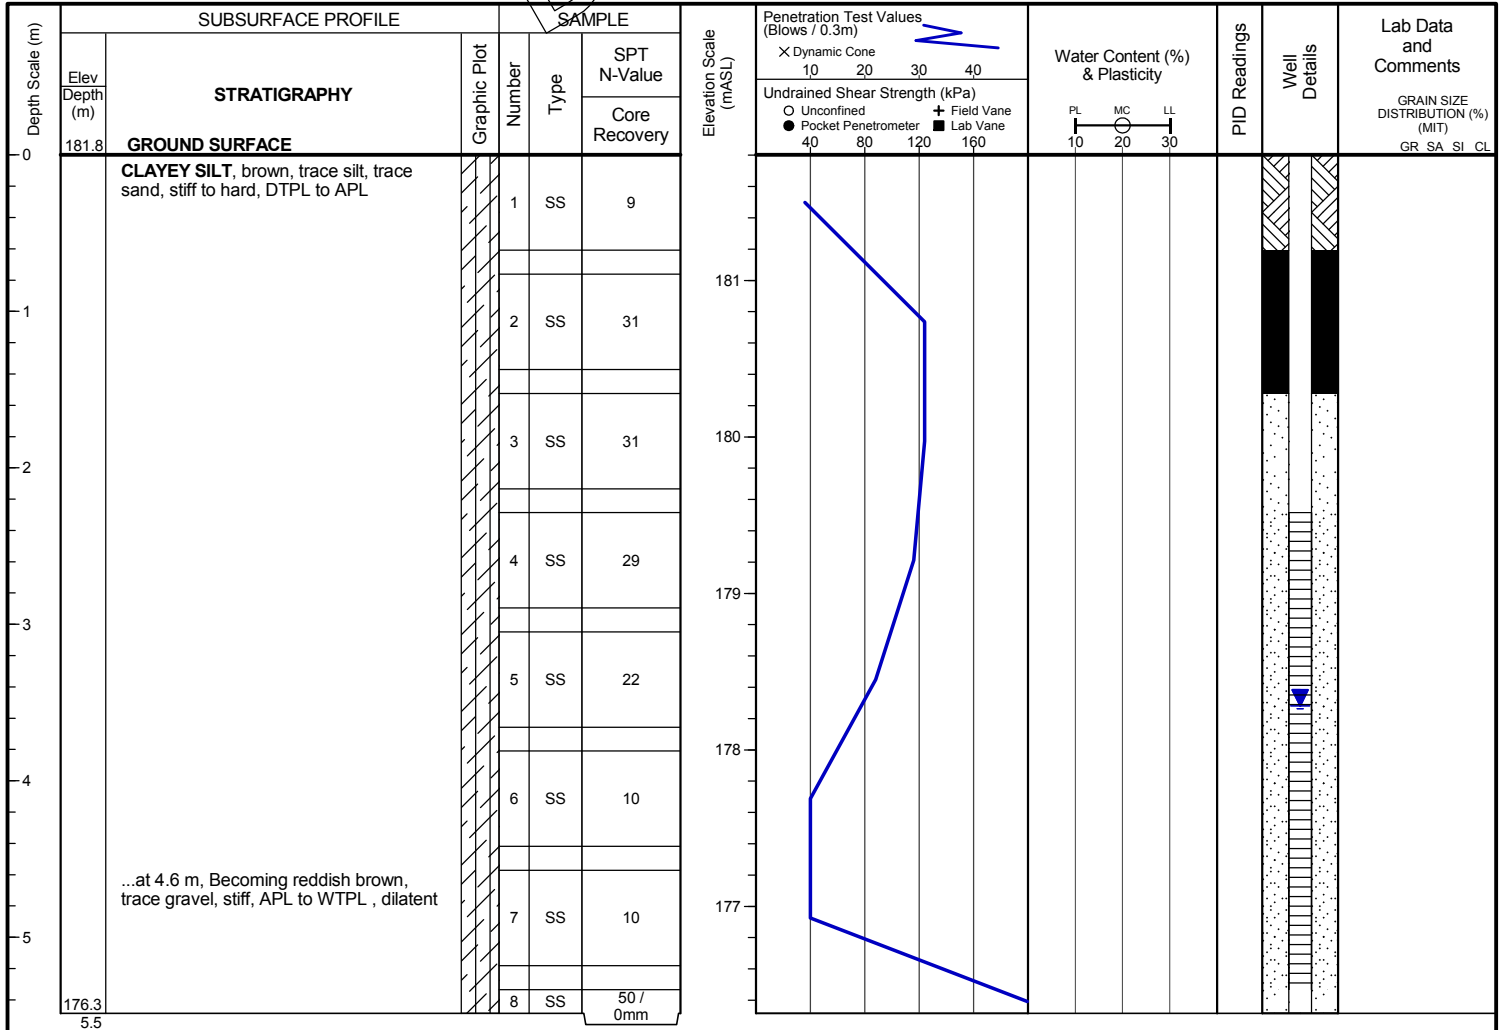 SUBSURFACE PROFILE
SAMPLE
Depth Scale (m)
Elev
Depth
(m)
181.8
STRATIGRAPHY
GROUND SURFACE
Graphic Plot
Number
Type
SPT
N-Value
Core
Recovery
Elevation Scale
(mASL)
Penetration Test Values
(Blows / 0.3m)
X Dynamic Cone
10 20 30 40
Undrained Shear Strength (kPa)
Unconfined
Field Vane
Pocket Penetrometer
Lab Vane
40 80 120 160
Water Content (%)
& Plasticity
PL MC LL
10 20 30
PID Readings
Well
Details
Lab Data
and
Comments
GRAIN SIZE
DISTRIBUTION (%)
(MIT)
GR SA SI CL
0
CLAYEY SILT, brown, trace silt, trace
sand, stiff to hard, DTPL to APL
1 SS 9
181
1
2 SS 31
180
3 SS 31
2
4 SS 29
179
3
5 SS 22
178
4
6 SS 10
...at 4.6 m, Becoming reddish brown,
trace gravel, stiff, APL to WTPL , dilatent
177
7 SS 10
5
176.3
5.5
8 SS 50 /
0mm